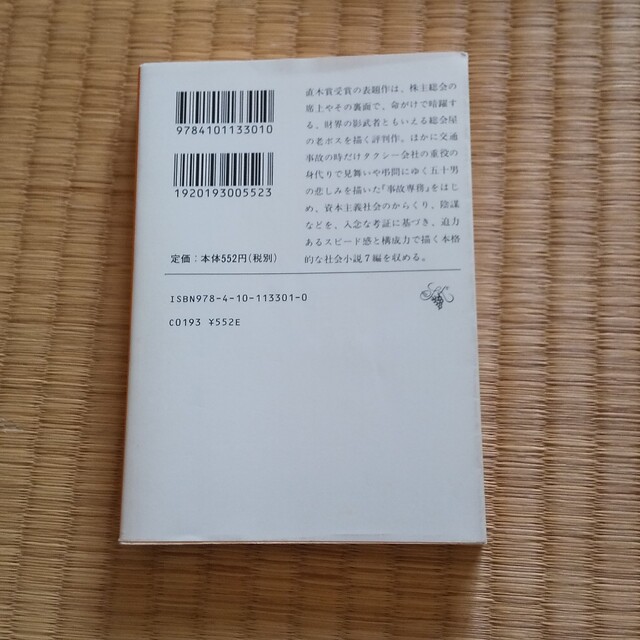 9784101133010
1920193005523
定価：本体552円(税別)
直木賞受賞の表題作は、株主総会の
席上やその裏面で、命がけで暗躍す
る、財界の影武者ともいえる総会屋
の老ボスを描く評判作。ほかに交通
事故の時だけタクシー会社の重役の
身代りで見舞いや弔問にゆく五十男
の悲しみを描いた『事故専務』をはじ
め、資本主義社会のからくり、陰謀
などを、入念な考証に基づき、迫力
あるスピード感と構成力で描く本格
的な社会小説7編を収める。
ISBN978-4-10-113301-0
C0193 ¥552E